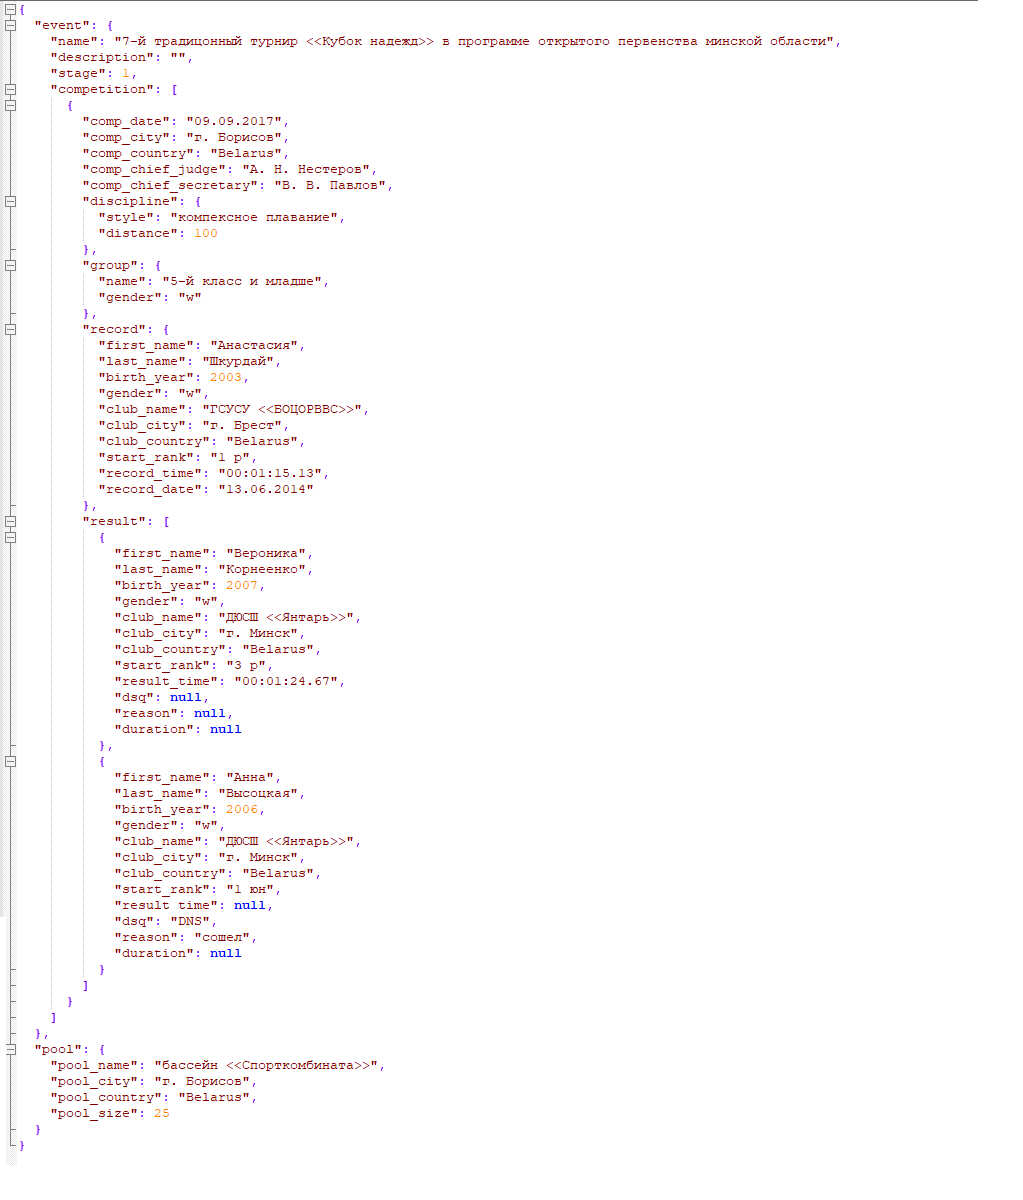 {
"event": {
"name": "7-й традицонный турнир <<Кубок надежд>> в программе открытого первенства минской области",
"description": "",
"stage": 1,
"competition": [
{
"comp_date": "09.09.2017",
"comp_city": "г. Борисов",
"comp_country": "Belarus",
"comp_chief_judge": "А. Н. Нестеров",
"comp_chief_secretary": "В. В. Павлов",
"discipline": {
"style": "компексное плавание",
"distance": 100
},
"group": {
"name": "5-й класс и младше",
"gender": "w"
},
"record": {
"first_name": "Анастасия",
"last_name": "Шкурдай",
"birth_year": 2003,
"gender": "w",
"club_name": "ГСУСУ <<БОЦОРВВС>>",
"club_city": "г. Брест",
"club_country": "Belarus",
"start_rank": "1 р",
"record_time": "00:01:15.13",
"record_date": "13.06.2014"
},
"result": [
{
"first_name": "Вероника",
"last_name": "Корнеенко",
"birth_year": 2007,
"gender": "w",
"club_name": "ДЮСШ <<Янтарь>>",
"club_city": "г. Минск",
"club_country": "Belarus",
"start_rank": "3 р",
"result_time": "00:01:24.67",
"dsq": null,
"reason": null,
"duration": null
},
{
"first_name": "Анна",
"last_name": "Высоцкая",
"birth_year": 2006,
"gender": "w",
"club_name": "ДЮСШ <<Янтарь>>",
"club_city": "г. Минск",
"club_country": "Belarus",
"start_rank": "1 юн",
"result time": null,
"dsq": "DNS",
"reason": "сошел",
"duration": null
}
]
}
]
},
"pool": {
"pool_name": "бассейн <<Спорткомбината>>",
"pool_city": "г. Борисов",
"pool_country": "Belarus",
"pool_size": 25
}
}